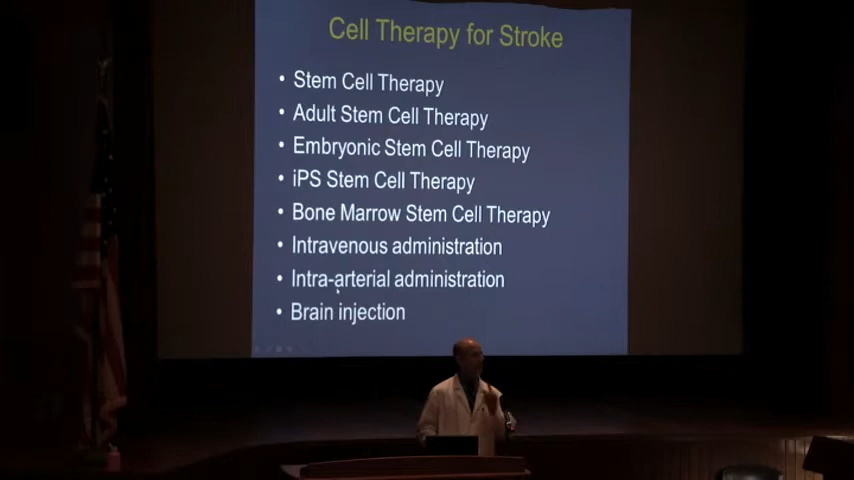 Cell Therapy for Stroke
• Stem Cell Therapy
• Adult Stem Cell Therapy
• Embryonic Stem Cell Therapy
• iPS Stem Cell Therapy
• Bone Marrow Stem Cell Therapy
• Intravenous administration
• Intra-arterial administration
• Brain injection